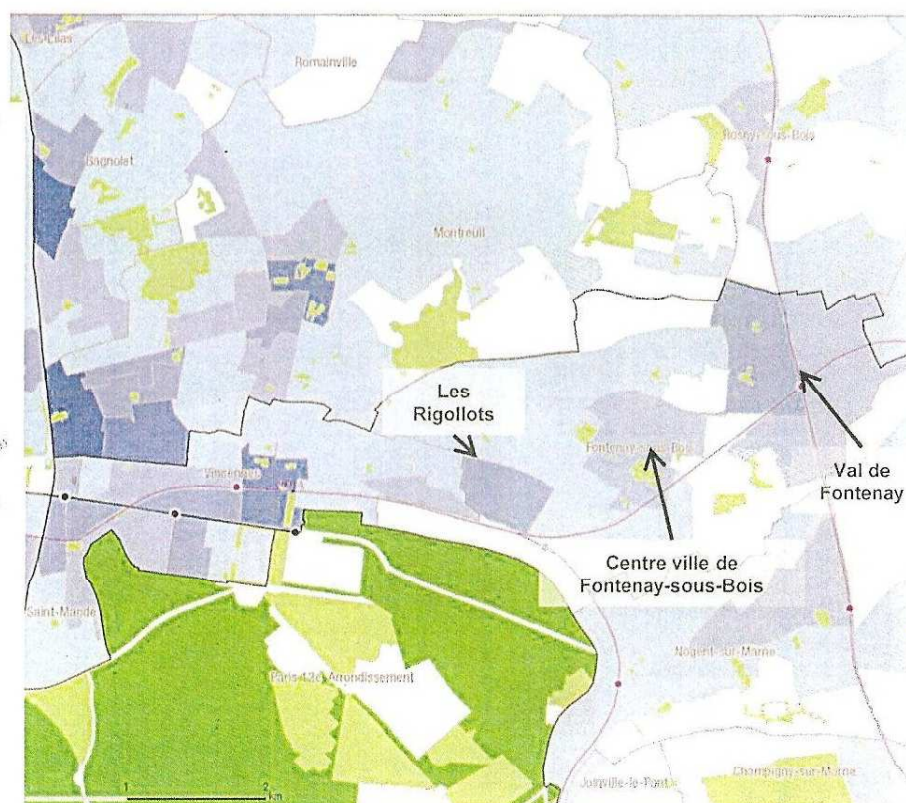 Les Lilas
Romainville
Rosny-sous-Bois
Bagnolet
Montreuil
Les
Rigollots
Fontenay-sous-Bois
Vincennes
Val de
Fontenay
Centre ville de
Fontenay-sous-Bois
Saint-Mandé
Nogent-sur-Marne
Paris 12e Arrondissement
Joinville-le-Pont
Champigny-sur-Marne
1 2
Km